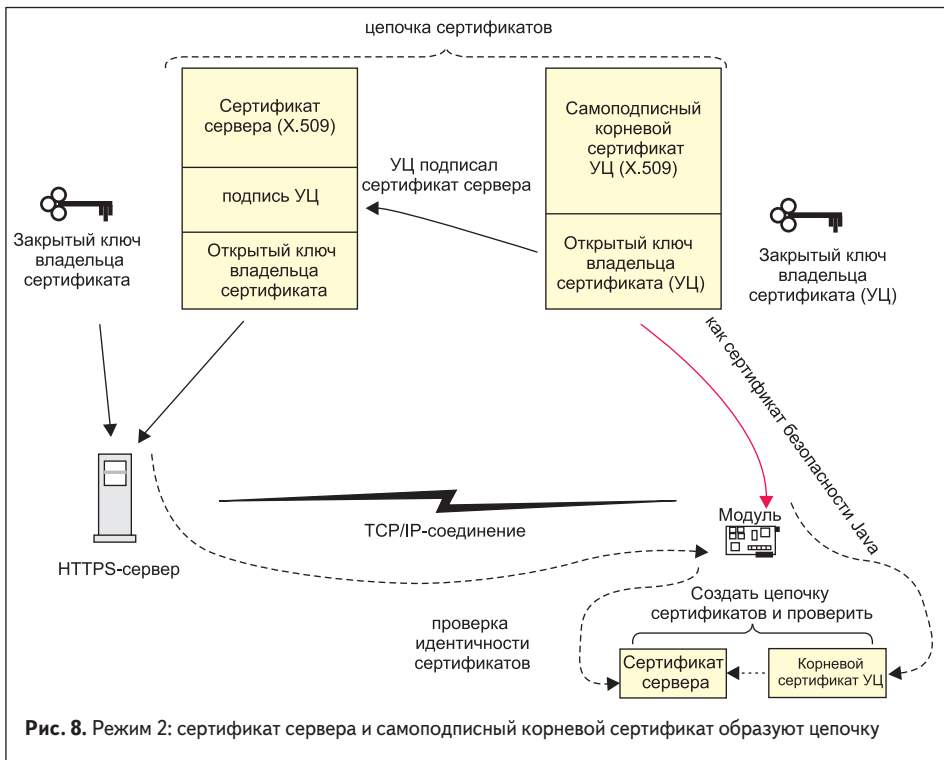 цепочка сертификатов
Сертификат
сервера (X.509)
подпись УЦ
Открытый ключ
владельца
сертификата
УЦ подписал
сертификат сервера
Самоподписный
корневой
сертификат
УЦ (X.509)
Открытый ключ
владельца
сертификата (УЦ)
Закрытый ключ
владельца
сертификата
Закрытый ключ
владельца
сертификата (УЦ)
как сертификат безопасности Java
HTTPS-сервер
TCP/IP-соединение
Модуль
проверка
идентичности
сертификатов
Создать цепочку
сертификатов и проверить
Сертификат
сервера
Корневой
сертификат УЦ
Рис. 8. Режим 2: сертификат сервера и самоподписный корневой сертификат образуют цепочку